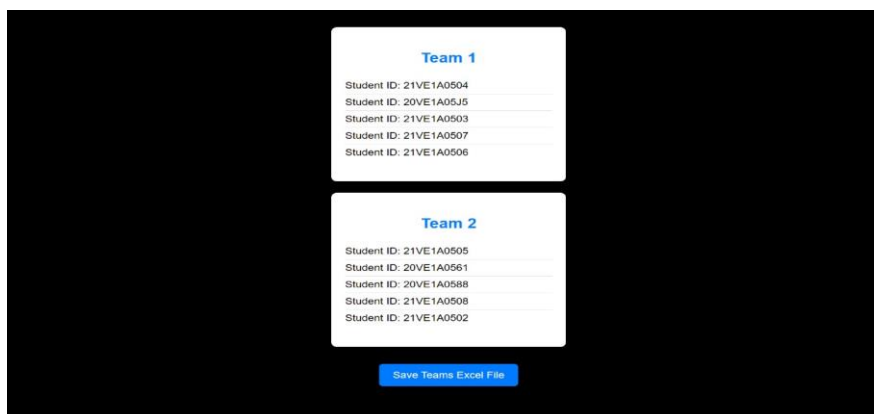 Team 1
Student ID: 21VE1A0504
Student ID: 20VE1A05J5
Student ID: 21VE1A0503
Student ID: 21VE1A0507
Student ID: 21VE1A0506
Team 2
Student ID: 21VE1A0505
Student ID: 20VE1A0561
Student ID: 20VE1A0588
Student ID: 21VE1A0508
Student ID: 21VE1A0502
Save Teams Excel File